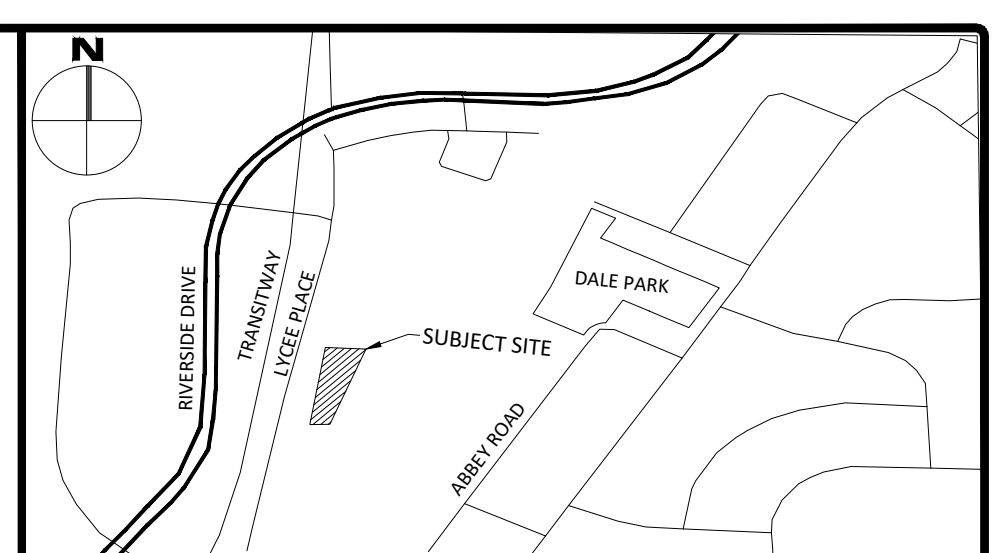 N
DALE PARK
SUBJECT SITE
RIVERSIDE DRIVE
TRANSITWAY
LYCEE PLACE
ABBEY ROAD